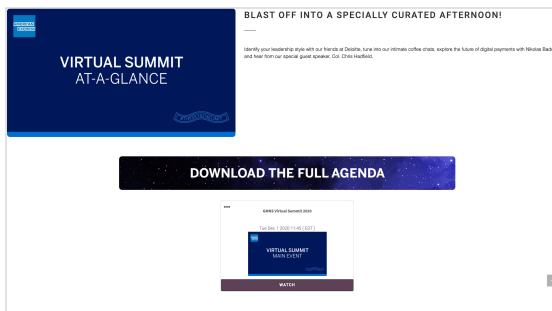 BLAST OFF INTO A SPECIALLY CURATED AFTERNOON!
AMERICAN
EXPRESS
Identify your leadership style with our friends at Deloitte, tune into our intimate coffee chats, explore the future of digital payments with Nikolas Bad
and hear from our special guest speaker, Col. Chris Hadfield.
VIRTUAL SUMMIT
AT-A-GLANCE
DOWNLOAD THE FULL AGENDA
Virtual Summit 2020
Tue Dec 1 2020 11:45 ( EST )
VIRTUAL SUMMIT
MAIN EVENT
WATCH